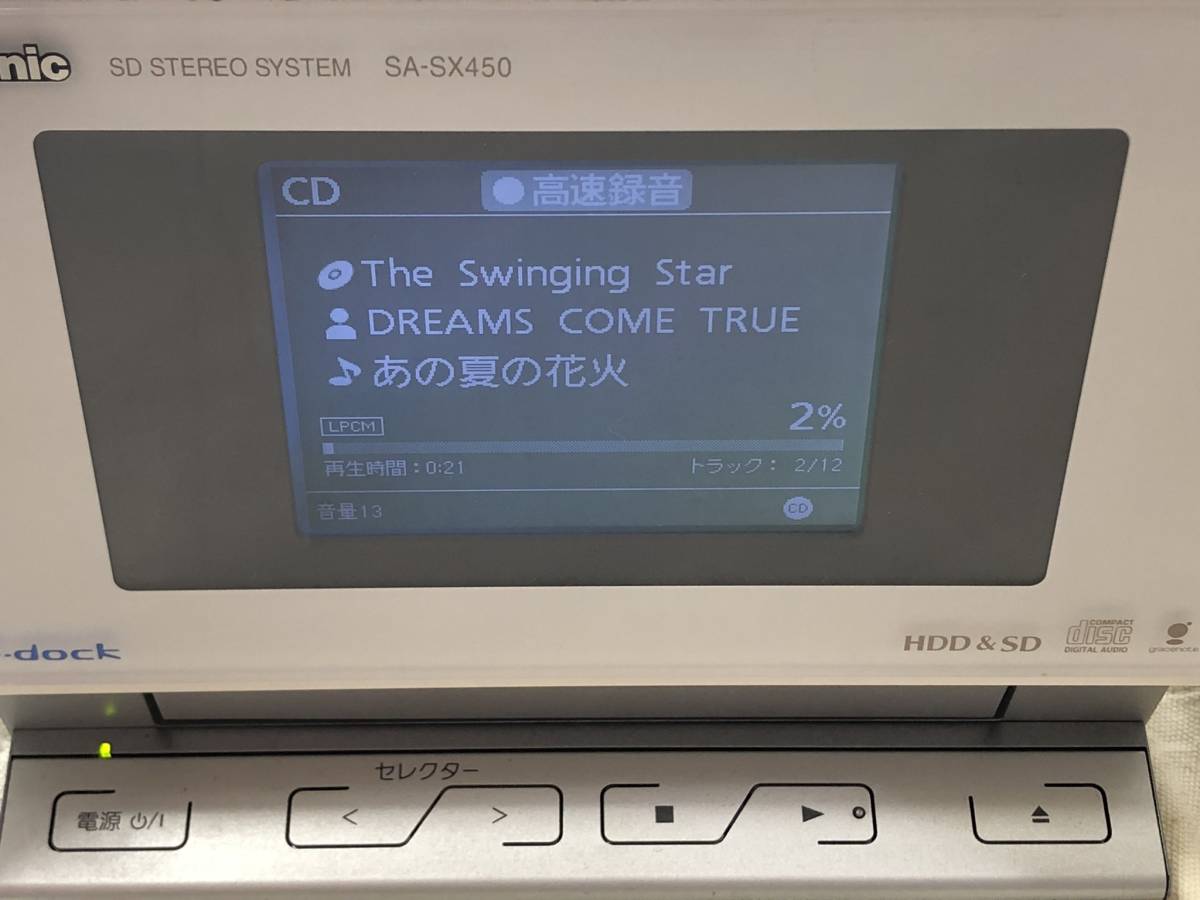 nic SD STEREO SYSTEM SA-SX450
CD ●高速録音
The Swinging Star
DREAMS COME TRUE
あの夏の花火
LPCM 2%
再生時間：0:21 トラック： 2/12
音量13 CD
-dock HDD & SD COMPACT disc DIGITAL AUDIO gracenote
セレクター
電源 ⏻/I < > ■ ▶ ⏏